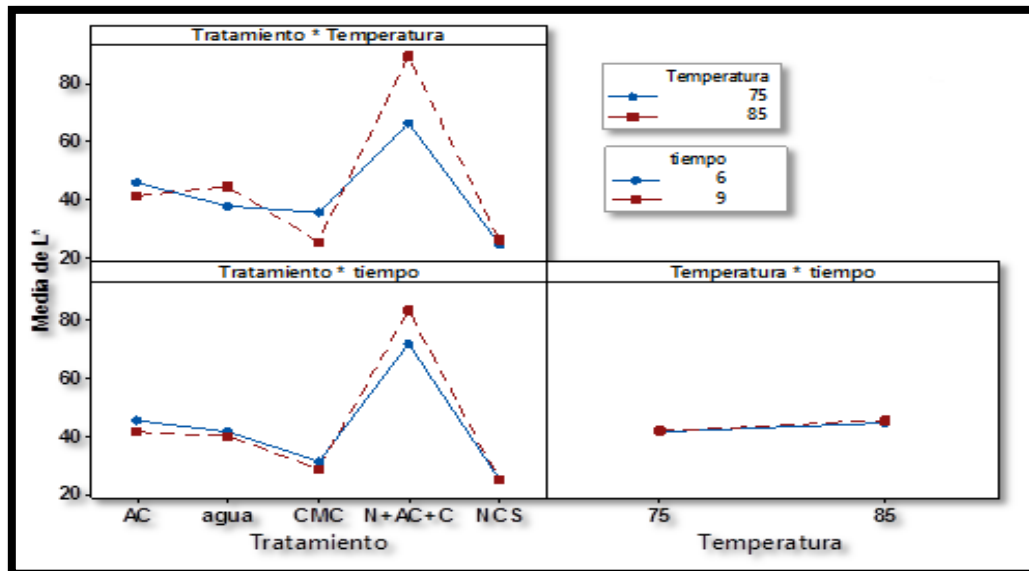 Tratamiento * Temperatura
80
60
40
20
Temperatura
75
85
tiempo
6
9
Media de L*
Tratamiento * tiempo
Temperatura * tiempo
80
60
40
20
AC agua CMC N+AC+C NCS
Tratamiento
75 85
Temperatura